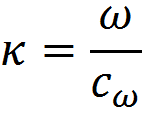 κ = ω / c_ω